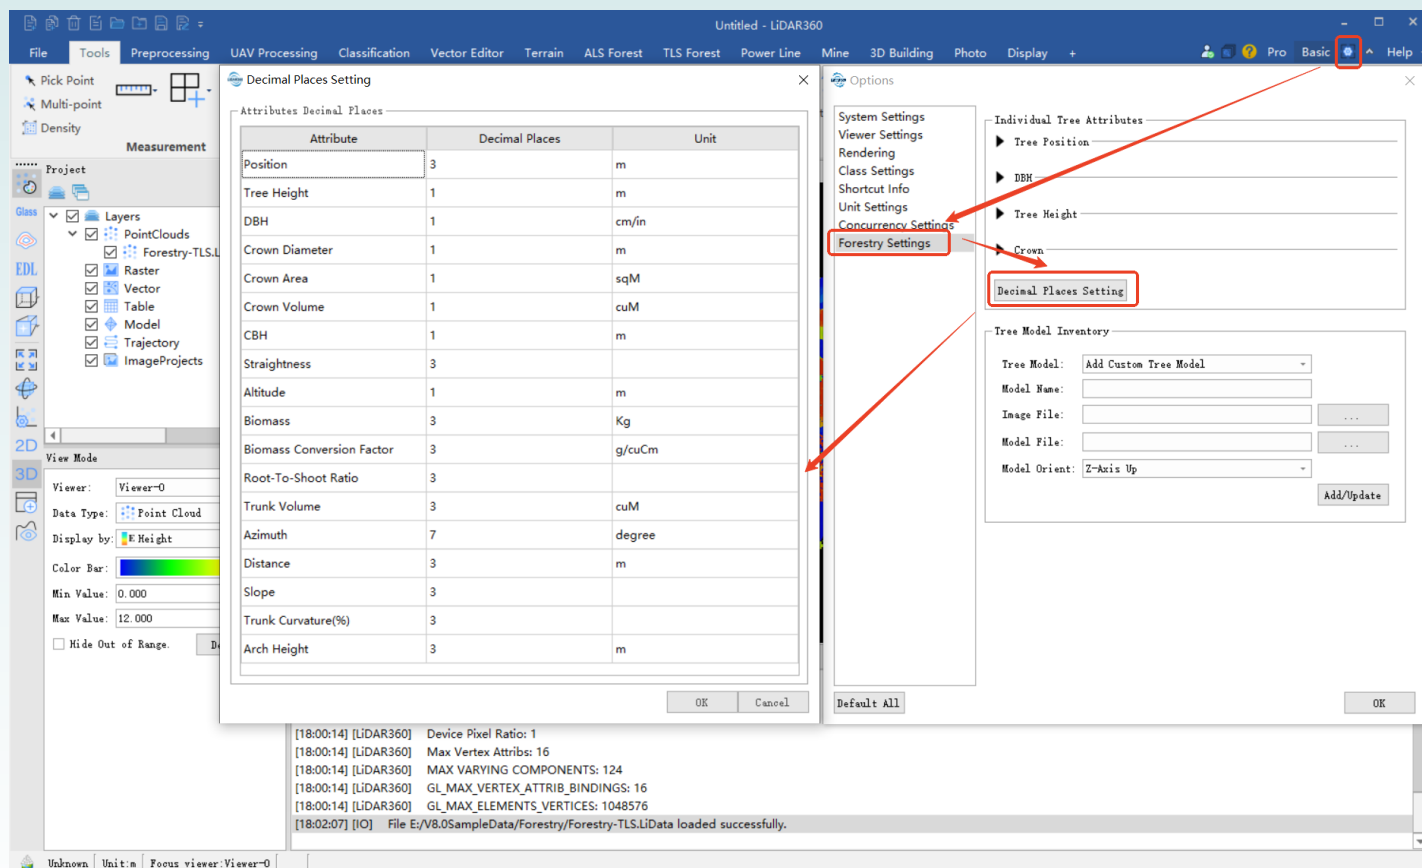 Untitled - LiDAR360
File Tools Preprocessing UAV Processing Classification Vector Editor Terrain ALS Forest TLS Forest Power Line Mine 3D Building Photo Display + Pro Basic Help
Pick Point
Multi-point
Density
Measurement
Project
Glass
EDL
2D
3D
Layers
PointClouds
Forestry-TLS.L
Raster
Vector
Table
Model
Trajectory
ImageProjects
View Mode
Viewer: Viewer-0
Data Type: Point Cloud
Display by: E Height
Color Bar:
Min Value: 0.000
Max Value: 12.000
Hide Out of Range.
Decimal Places Setting
Attributes Decimal Places
Attribute Decimal Places Unit
Position 3 m
Tree Height 1 m
DBH 1 cm/in
Crown Diameter 1 m
Crown Area 1 sqM
Crown Volume 1 cuM
CBH 1 m
Straightness 3
Altitude 1 m
Biomass 3 Kg
Biomass Conversion Factor 3 g/cuCm
Root-To-Shoot Ratio 3
Trunk Volume 3 cuM
Azimuth 7 degree
Distance 3 m
Slope 3
Trunk Curvature(%) 3
Arch Height 3 m
OK Cancel
Options
System Settings
Viewer Settings
Rendering
Class Settings
Shortcut Info
Unit Settings
Concurrency Settings
Forestry Settings
Individual Tree Attributes
Tree Position
DBH
Tree Height
Crown
Decimal Places Setting
Tree Model Inventory
Tree Model: Add Custom Tree Model
Model Name:
Image File: ...
Model File: ...
Model Orient: Z-Axis Up
Add/Update
Default All OK
[18:00:14] [LiDAR360] Device Pixel Ratio: 1
[18:00:14] [LiDAR360] Max Vertex Attribs: 16
[18:00:14] [LiDAR360] MAX VARYING COMPONENTS: 124
[18:00:14] [LiDAR360] GL_MAX_VERTEX_ATTRIB_BINDINGS: 16
[18:00:14] [LiDAR360] GL_MAX_ELEMENTS_VERTICES: 1048576
[18:02:07] [IO] File E:/V8.0SampleData/Forestry/Forestry-TLS.LiData loaded successfully.
Unknown Unit:m Focus viewer:Viewer-0